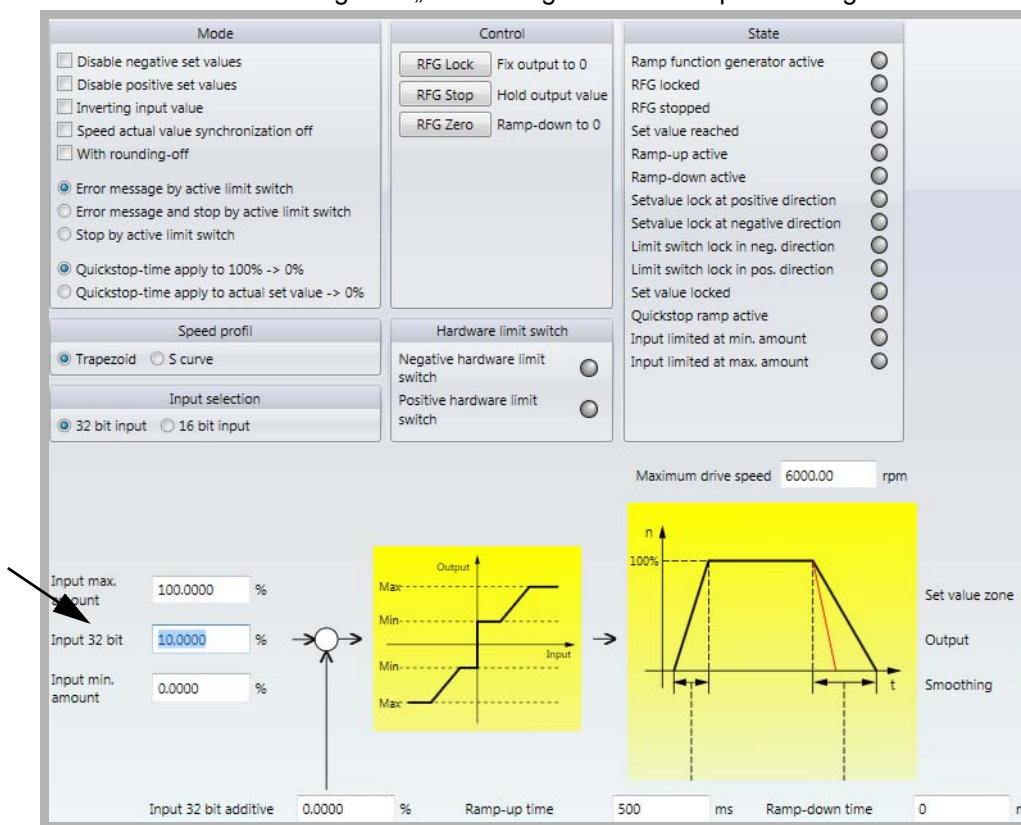 Mode
Disable negative set values
Disable positive set values
Inverting input value
Speed actual value synchronization off
With rounding-off
Error message by active limit switch
Error message and stop by active limit switch
Stop by active limit switch
Quickstop-time apply to 100% -> 0%
Quickstop-time apply to actual set value -> 0%
Speed profil
Trapezoid S curve
Input selection
32 bit input 16 bit input
Control
RFG Lock Fix output to 0
RFG Stop Hold output value
RFG Zero Ramp-down to 0
Hardware limit switch
Negative hardware limit
switch
Positive hardware limit
switch
State
Ramp function generator active
RFG locked
RFG stopped
Set value reached
Ramp-up active
Ramp-down active
Setvalue lock at positive direction
Setvalue lock at negative direction
Limit switch lock in neg. direction
Limit switch lock in pos. direction
Set value locked
Quickstop ramp active
Input limited at min. amount
Input limited at max. amount
Maximum drive speed 6000.00 rpm
Input max.
amount 100.0000 %
Input 32 bit 10.0000 %
Input min.
amount 0.0000 %
Output
Max
Min
Input
Min
Max
n
100%
t
Set value zone
Output
Smoothing
Input 32 bit additive 0.0000 % Ramp-up time 500 ms Ramp-down time 0